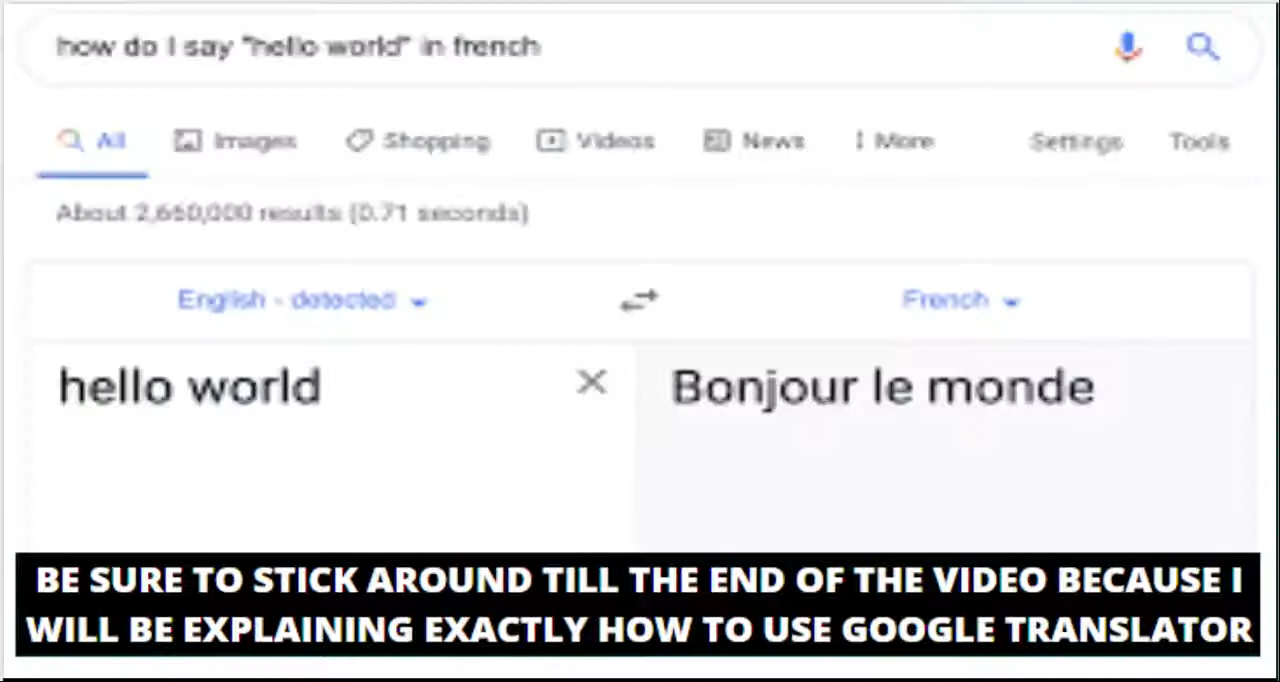 how do I say "hello world" in french
All Images Shopping Videos News More Settings Tools
About 2,660,000 results (0.71 seconds)
English - detected French
hello world Bonjour le monde
BE SURE TO STICK AROUND TILL THE END OF THE VIDEO BECAUSE I
WILL BE EXPLAINING EXACTLY HOW TO USE GOOGLE TRANSLATOR